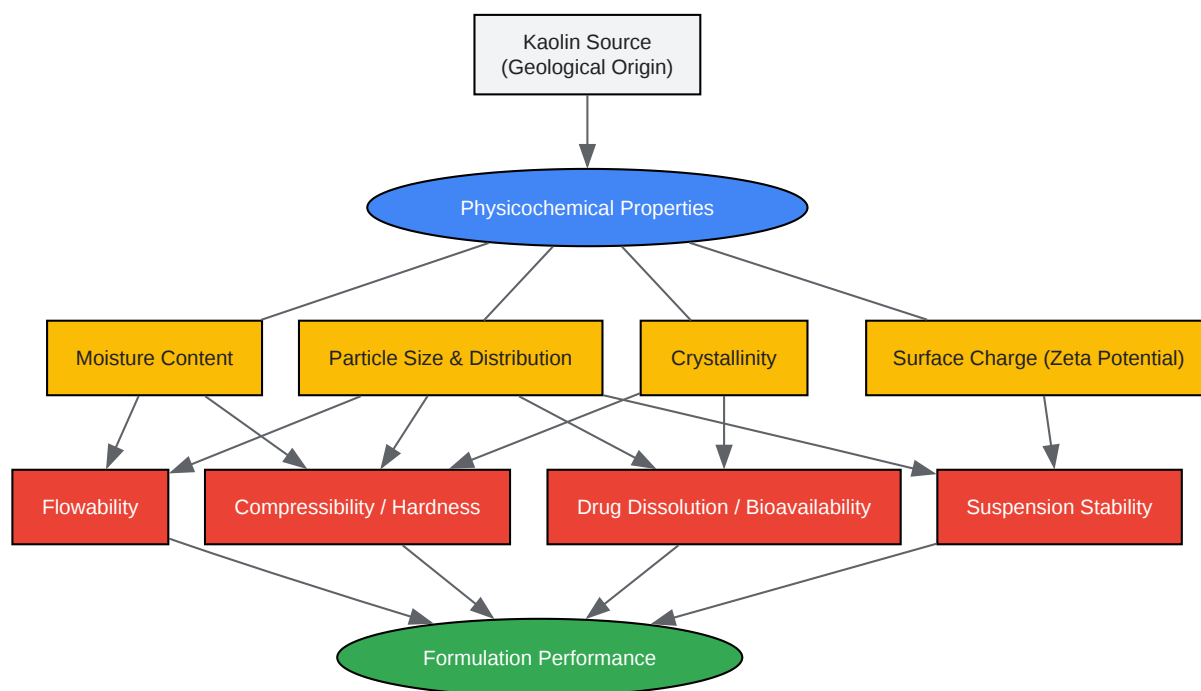 Kaolin Source
(Geological Origin)
Physicochemical Properties
Moisture Content
Particle Size & Distribution
Crystallinity
Surface Charge (Zeta Potential)
Flowability
Compressibility / Hardness
Drug Dissolution / Bioavailability
Suspension Stability
Formulation Performance